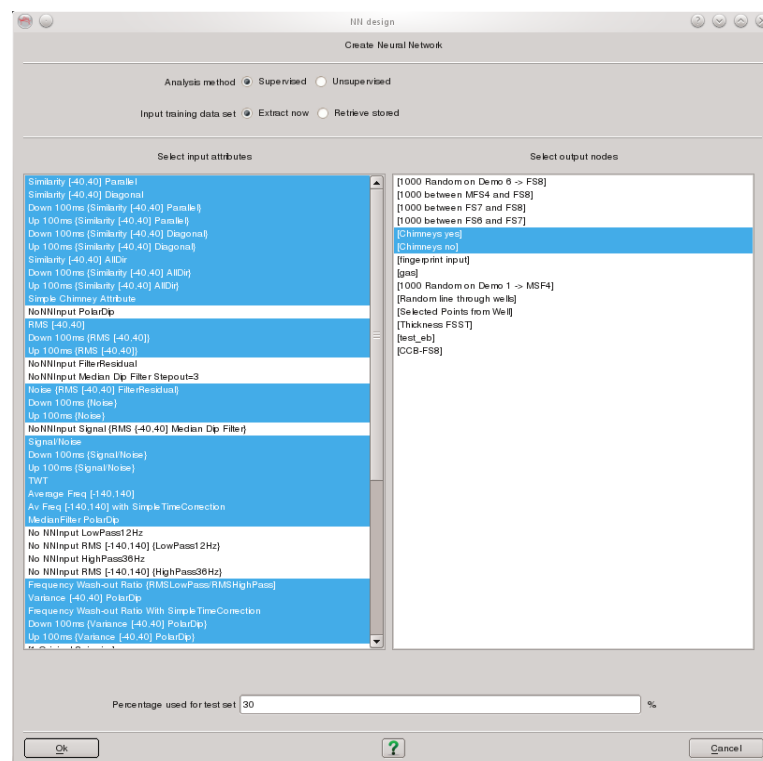 NN design
Create Neural Network
Analysis method Supervised Unsupervised
Input training data set Extract now Retrieve stored
Select input attributes
Select output nodes
Similarity [-40,40] Parallel
Similarity [-40,40] Diagonal
Down 100ms {Similarity [-40,40] Parallel}
Up 100ms {Similarity [-40,40] Parallel}
Down 100ms {Similarity [-40,40] Diagonal}
Up 100ms {Similarity [-40,40] Diagonal}
Similarity [-40,40] AllDir
Down 100ms {Similarity [-40,40] AllDir}
Up 100ms {Similarity [-40,40] AllDir}
Simple Chimney Attribute
NoNNInput PolarDip
RMS [-40,40]
Down 100ms {RMS [-40,40]}
Up 100ms {RMS [-40,40]}
NoNNInput FilterResidual
NoNNInput Median Dip Filter Stepout=3
Noise {RMS [-40,40] FilterResidual}
Down 100ms {Noise}
Up 100ms {Noise}
NoNNInput Signal {RMS {-40,40] Median Dip Filter}
Signal/Noise
Down 100ms {Signal/Noise}
Up 100ms {Signal/Noise}
TWT
Average Freq [-140,140]
Av Freq [-140,140] with SimpleTimeCorrection
MedianFilter PolarDip
No NNInput LowPass12Hz
No NNInput RMS [-140,140] {LowPass12Hz}
No NNInput HighPass36Hz
No NNInput RMS [-140,140] {HighPass36Hz}
Frequency Wash-out Ratio {RMSLowPass/RMSHighPass]
Variance [-40,40] PolarDip
Frequency Wash-out Ratio With SimpleTimeCorrection
Down 100ms {Variance [-40,40] PolarDip}
Up 100ms {Variance [-40,40] PolarDip}
[1000 Random on Demo 6 -> FS8]
[1000 between MFS4 and FS8]
[1000 between FS7 and FS8]
[1000 between FS6 and FS7]
[Chimneys yes]
[Chimneys no]
[fingerprint input]
[gas]
[1000 Random on Demo 1 -> MSF4]
[Random line through wells]
[Selected Points from Well]
[Thickness FSST]
[test_eb]
[CCB-FS8]
Percentage used for test set 30 %
Ok
?
Cancel